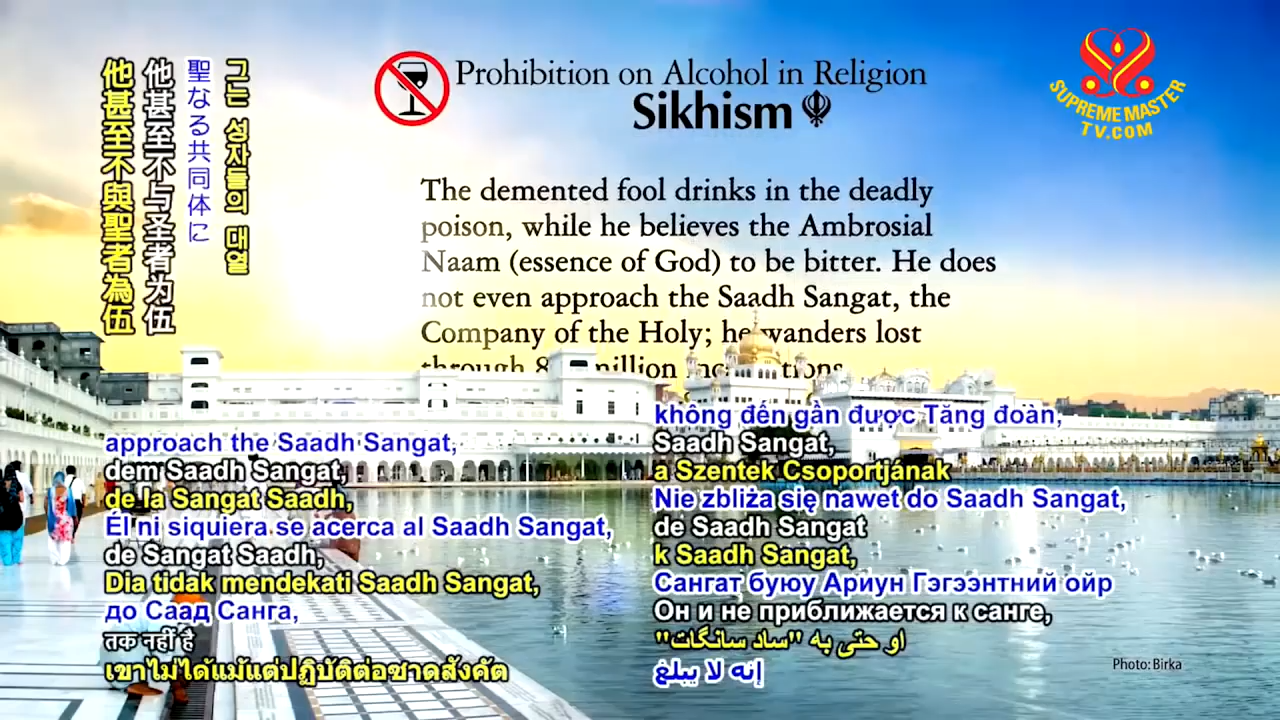 Prohibition on Alcohol in Religion
Sikhism
SUPREME MASTER
TV.COM
The demented fool drinks in the deadly
poison, while he believes the Ambrosial
Naam (essence of God) to be bitter. He does
not even approach the Saadh Sangat, the
Company of the Holy; he wanders lost
through 8
他甚至不與聖者為伍
他甚至不与圣者为伍
聖なる共同体に
그는 성자들의 대열
approach the Saadh Sangat,
dem Saadh Sangat,
de la Sangat Saadh,
Él ni siquiera se acerca al Saadh Sangat,
de Sangat Saadh,
Dia tidak mendekati Saadh Sangat,
до Саад Санга,
तक नहीं है
เขาไม่ได้แม้แต่ปฏิบัติต่อซาดสังคัต
không đến gần được Tăng đoàn,
Saadh Sangat,
a Szentek Csoportjának
Nie zbliża się nawet do Saadh Sangat,
de Saadh Sangat
k Saadh Sangat,
Сангат буюу Ариун Гэгээнтний ойр
Он и не приближается к санге,
او حتی به "ساد سانگات"
إنه لا يبلغ
Photo: Birka